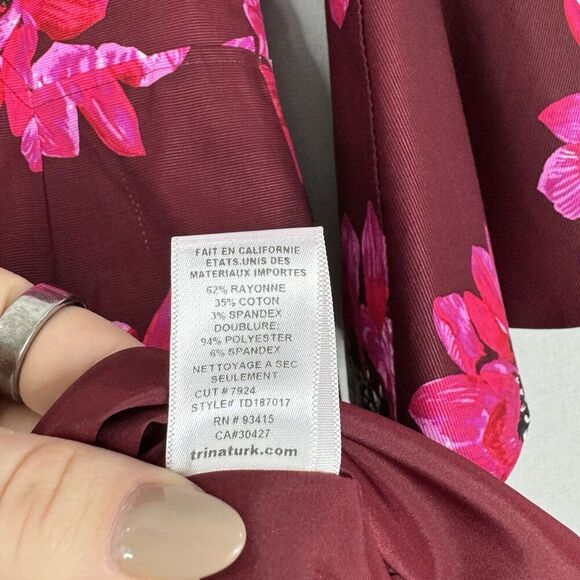 FAIT EN CALIFORNIE
ETATS.UNIS DES
MATERIAUX IMPORTES
62% RAYONNE
35% COTON
3% SPANDEX
DOUBLURE:
94% POLYESTER
6% SPANDEX
NETTOYAGE A SEC
SEULEMENT
CUT # 7924
STYLE# TD187017
RN # 93415
CA#30427
trinaturk.com